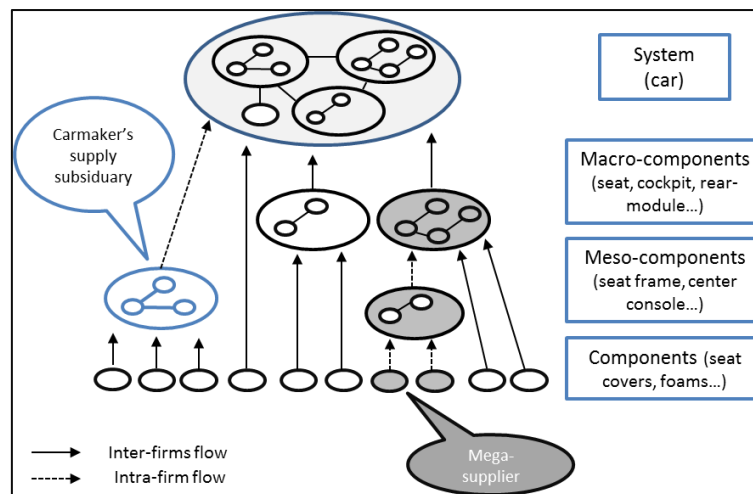 System
(car)
Carmaker's
supply
subsiduary
Macro-components
(seat, cockpit, rear-
module...)
Meso-components
(seat frame, center
console...)
Components (seat
covers, foams...)
Inter-firms flow
Intra-firm flow
Mega-
supplier